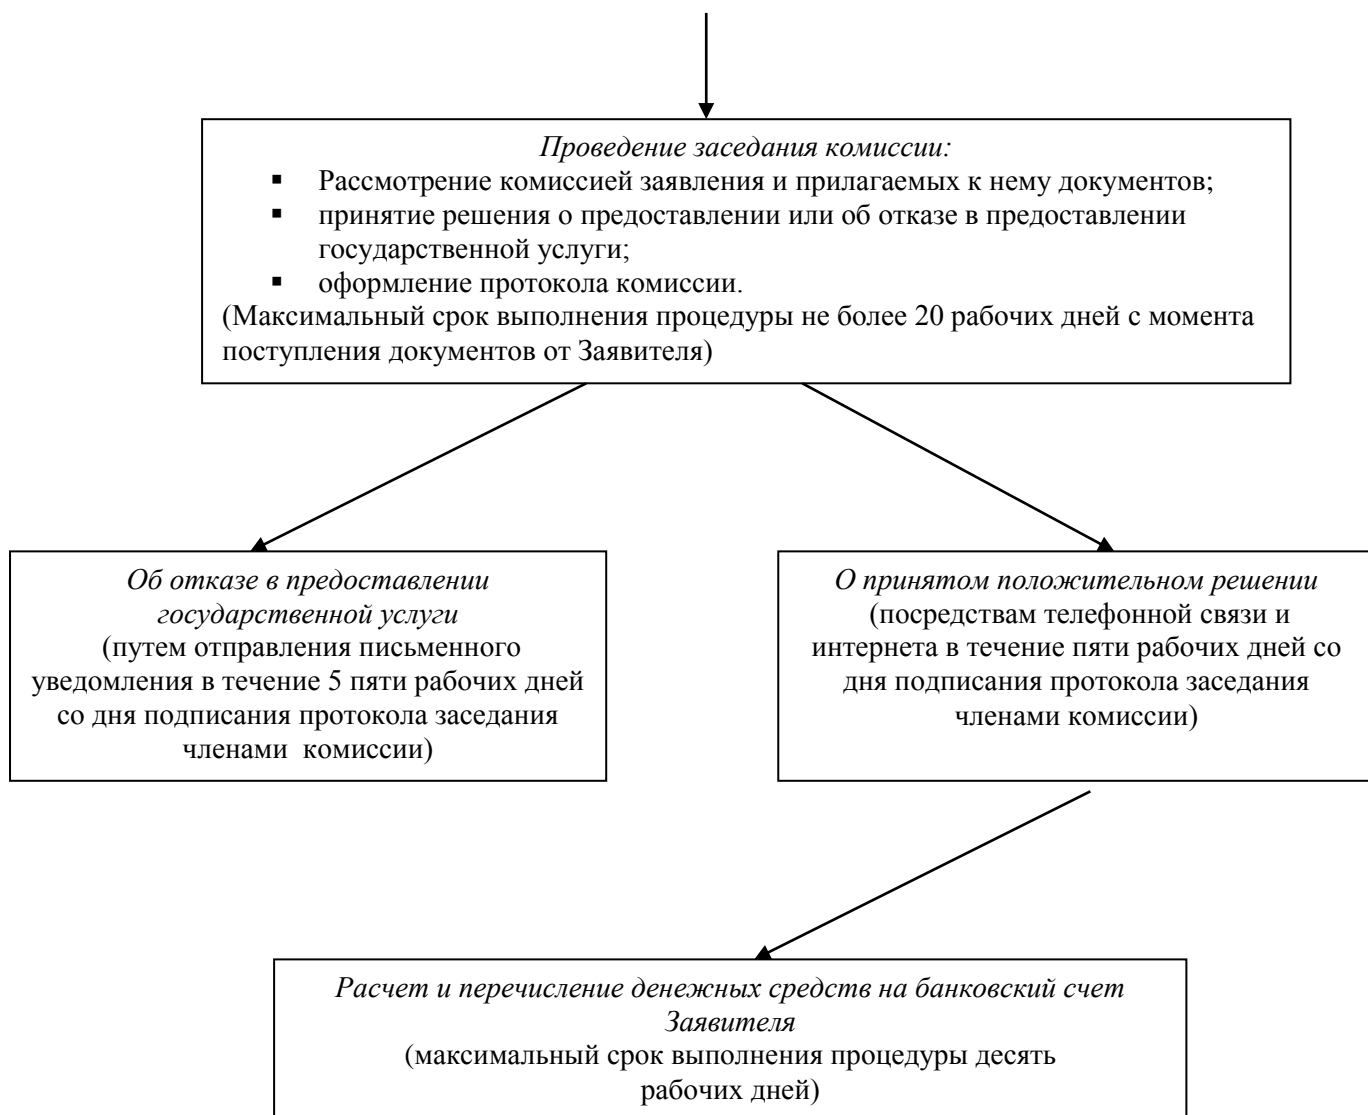 Проведение заседания комиссии:
▪ Рассмотрение комиссией заявления и прилагаемых к нему документов;
▪ принятие решения о предоставлении или об отказе в предоставлении
государственной услуги;
▪ оформление протокола комиссии.
(Максимальный срок выполнения процедуры не более 20 рабочих дней с момента
поступления документов от Заявителя)
Об отказе в предоставлении
государственной услуги
(путем отправления письменного
уведомления в течение 5 пяти рабочих дней
со дня подписания протокола заседания
членами комиссии)
О принятом положительном решении
(посредствам телефонной связи и
интернета в течение пяти рабочих дней со
дня подписания протокола заседания
членами комиссии)
Расчет и перечисление денежных средств на банковский счет
Заявителя
(максимальный срок выполнения процедуры десять
рабочих дней)